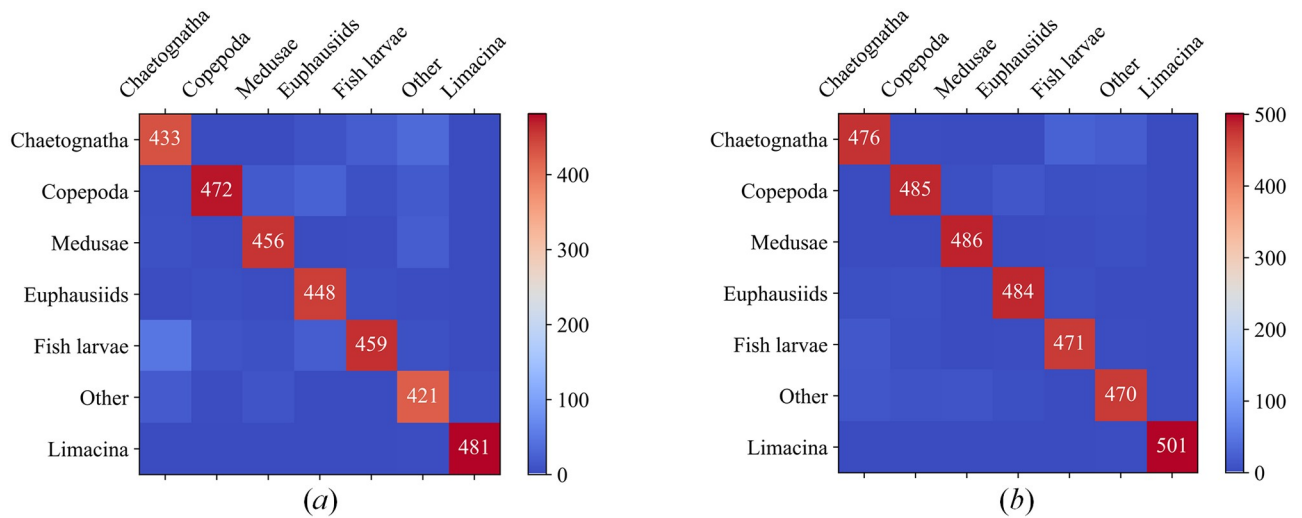 Chaetognatha
Copepoda
Medusae
Euphausiids
Fish larvae
Other
Limacina
Chaetognatha
Copepoda
Medusae
Euphausiids
Fish larvae
Other
Limacina
433
472
456
448
459
421
481
400
300
200
100
0
(a)
Chaetognatha
Copepoda
Medusae
Euphausiids
Fish larvae
Other
Limacina
Chaetognatha
Copepoda
Medusae
Euphausiids
Fish larvae
Other
Limacina
476
485
486
484
471
470
501
500
400
300
200
100
0
(b)